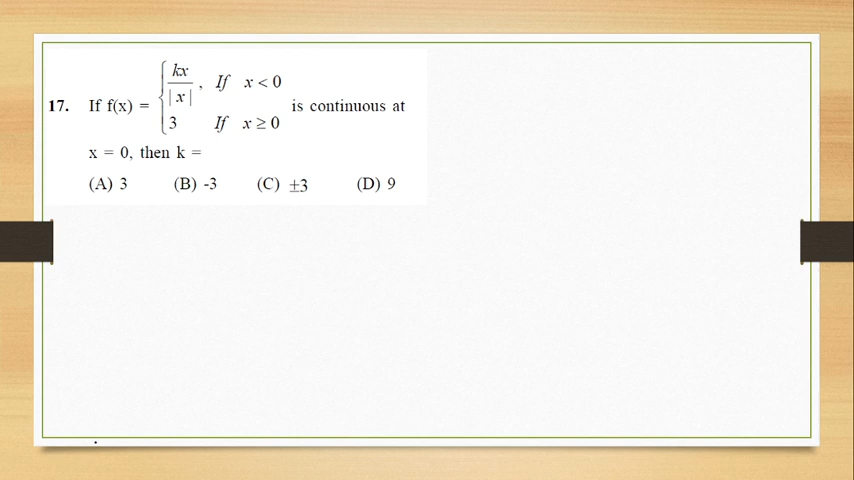 17. If f(x) = { kx/|x| , If x < 0
3 If x ≥ 0 is continuous at
x = 0, then k =
(A) 3 (B) -3 (C) ±3 (D) 9